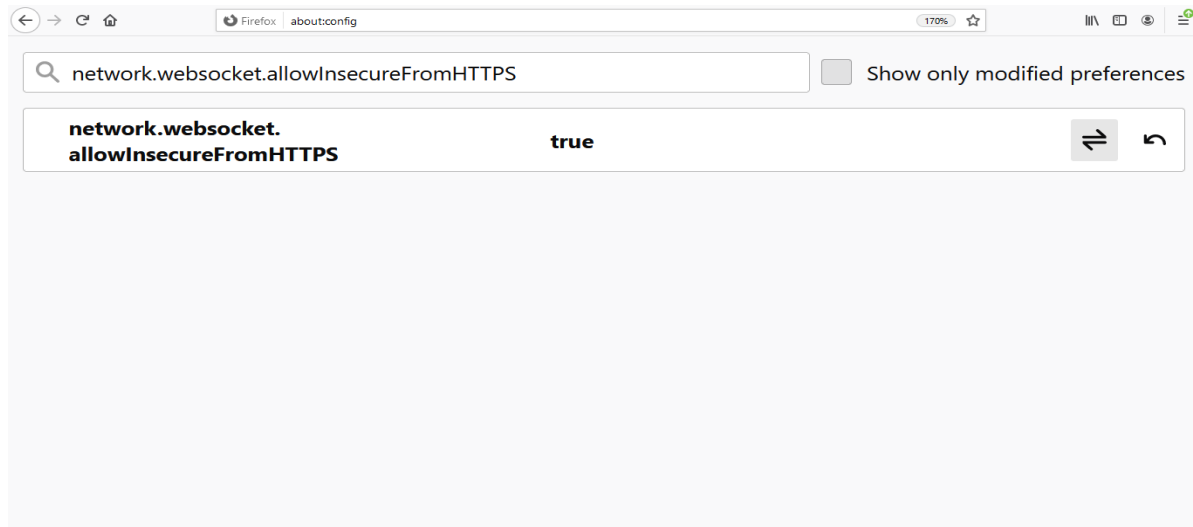 Firefox about:config 170%
network.websocket.allowInsecureFromHTTPS Show only modified preferences
network.websocket.
allowInsecureFromHTTPS
true